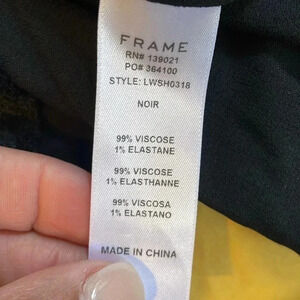 FRAME
RN# 139021
PO# 364100
STYLE: LWSH0318
NOIR
99% VISCOSE
1% ELASTANE
99% VISCOSE
1% ELASTHANNE
99% VISCOSA
1% ELASTANO
MADE IN CHINA